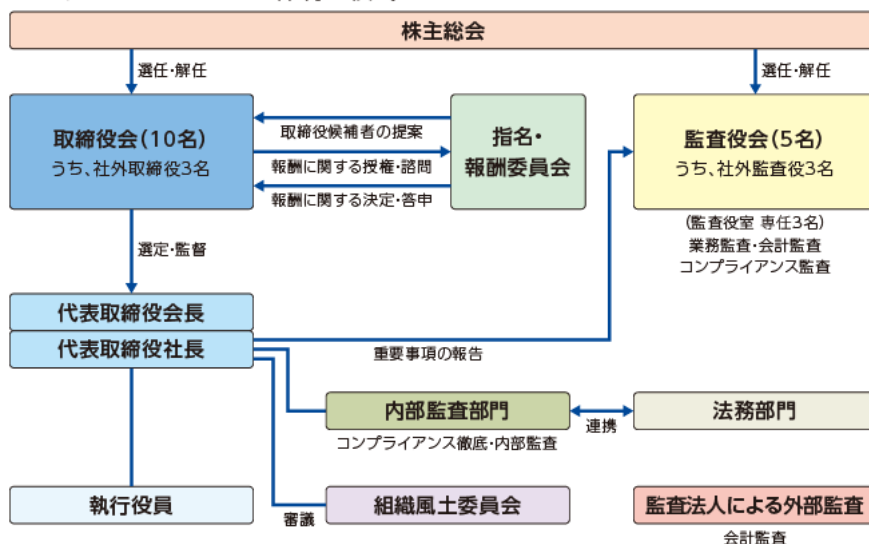 株主総会
選任・解任
選任・解任
取締役会(10名)
うち、社外取締役3名
取締役候補者の提案
報酬に関する授権・諮問
報酬に関する決定・答申
指名・
報酬委員会
監査役会(5名)
うち、社外監査役3名
(監査役室 専任3名)
業務監査・会計監査
コンプライアンス監査
選定・監督
代表取締役会長
代表取締役社長
重要事項の報告
内部監査部門
コンプライアンス徹底・内部監査
連携
法務部門
執行役員
審議
組織風土委員会
監査法人による外部監査
会計監査